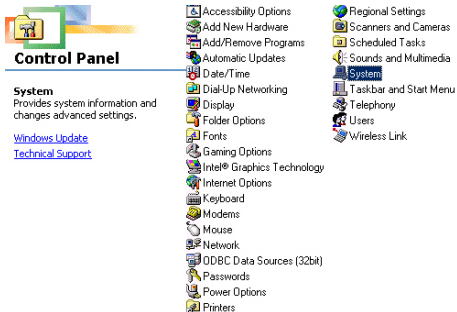 Control Panel
System
Provides system information and
changes advanced settings.
Windows Update
Technical Support
Accessibility Options
Add New Hardware
Add/Remove Programs
Automatic Updates
Date/Time
Dial-Up Networking
Display
Folder Options
Fonts
Gaming Options
Intel® Graphics Technology
Internet Options
Keyboard
Modems
Mouse
Network
ODBC Data Sources (32bit)
Passwords
Power Options
Printers
Regional Settings
Scanners and Cameras
Scheduled Tasks
Sounds and Multimedia
System
Taskbar and Start Menu
Telephony
Users
Wireless Link